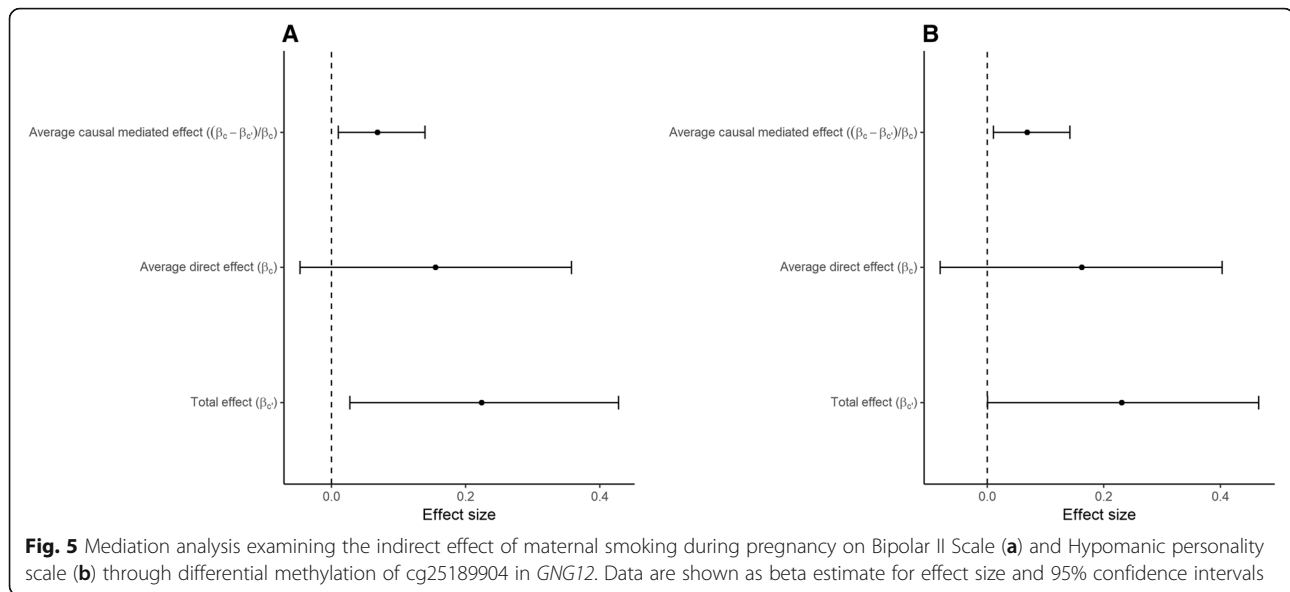 A
Average causal mediated effect ((βc − βc')/βc)
Average direct effect (βc)
Total effect (βc')
0.0 0.2 0.4
Effect size
B
Average causal mediated effect ((βc − βc')/βc)
Average direct effect (βc)
Total effect (βc')
0.0 0.2 0.4
Effect size
Fig. 5 Mediation analysis examining the indirect effect of maternal smoking during pregnancy on Bipolar II Scale (a) and Hypomanic personality
scale (b) through differential methylation of cg25189904 in GNG12. Data are shown as beta estimate for effect size and 95% confidence intervals